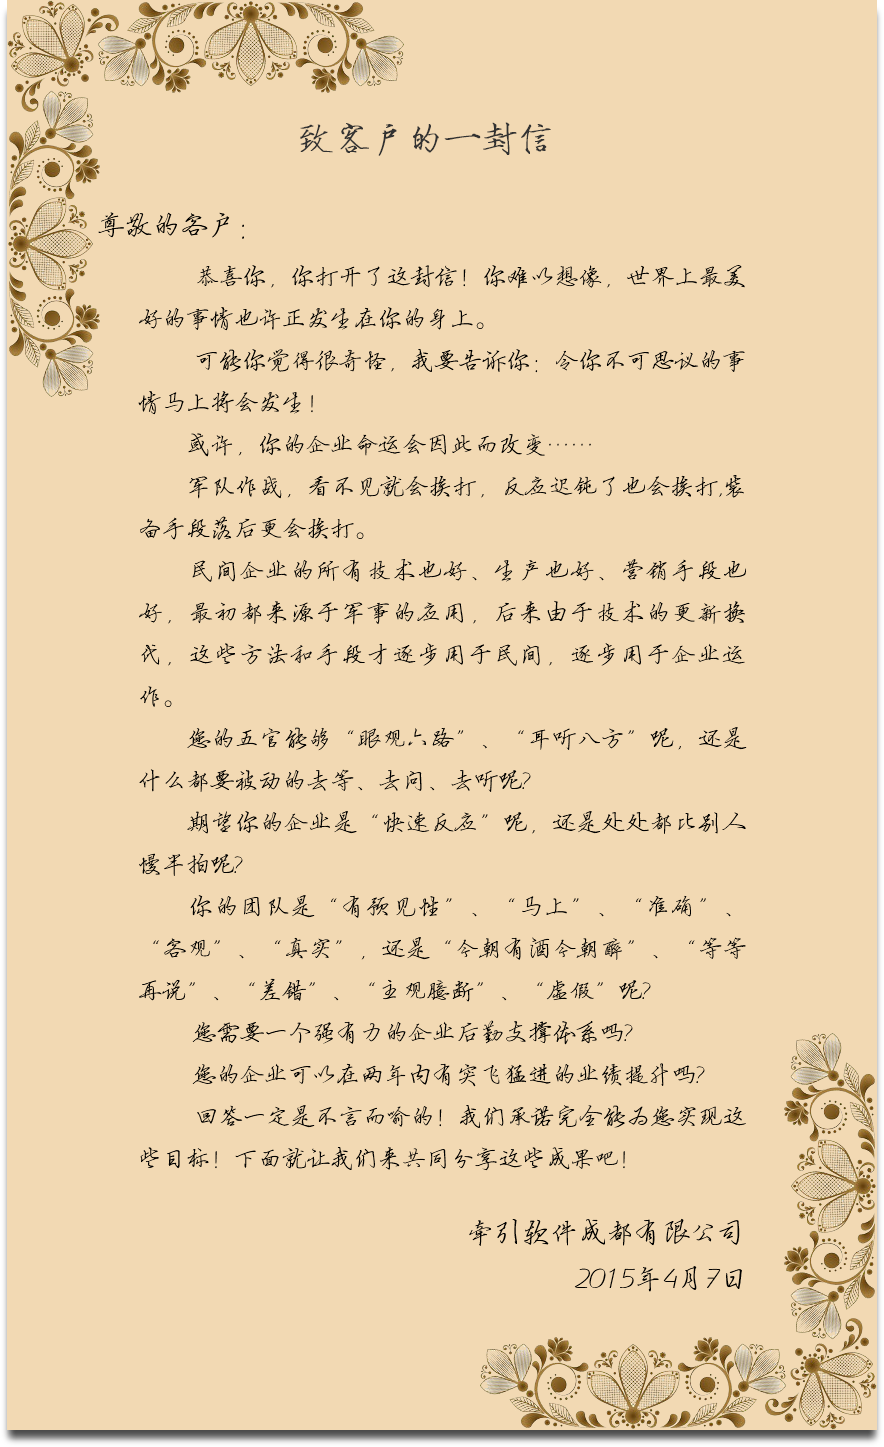 致客户的一封信
尊敬的客户：
恭喜你，你打开了这封信！你难以想像，世界上最美
好的事情也许正发生在你的身上。
可能你觉得很奇怪，我要告诉你：令你不可思议的事
情马上将会发生！
或许，你的企业命运会因此而改变……
军队作战，看不见就会挨打，反应迟钝了也会挨打,装
备手段落后更会挨打。
民间企业的所有技术也好、生产也好、营销手段也
好，最初都来源于军事的应用，后来由于技术的更新换
代，这些方法和手段才逐步用于民间，逐步用于企业运
作。
您的五官能够“眼观六路”、“耳听八方”呢，还是
什么都要被动的去等、去问、去听呢?
期望你的企业是“快速反应”呢，还是处处都比别人
慢半拍呢?
你的团队是“有预见性”、“马上”、“准确”、
“客观”、“真实”，还是“今朝有酒今朝醉”、“等等
再说”、“差错”、“主观臆断”、“虚假”呢?
您需要一个强有力的企业后勤支撑体系吗?
您的企业可以在两年内有突飞猛进的业绩提升吗?
回答一定是不言而喻的！我们承诺完全能为您实现这
些目标！下面就让我们来共同分享这些成果吧！
牵引软件成都有限公司
2015年4月7日